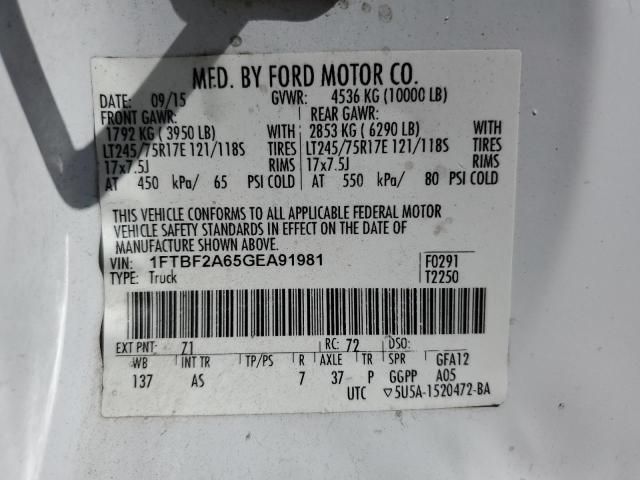 MFD. BY FORD MOTOR CO.
DATE: 09/15 GVWR: 4536 KG (10000 LB)
FRONT GAWR: REAR GAWR:
1792 KG ( 3950 LB) WITH 2853 KG ( 6290 LB) WITH
LT245/75R17E 121/118S TIRES LT245/75R17E 121/118S TIRES
17x7.5J RIMS 17x7.5J RIMS
AT 450 kPa/ 65 PSI COLD AT 550 kPa/ 80 PSI COLD
THIS VEHICLE CONFORMS TO ALL APPLICABLE FEDERAL MOTOR
VEHICLE SAFETY STANDARDS IN EFFECT ON THE DATE OF
MANUFACTURE SHOWN ABOVE.
VIN: 1FTBF2A65GEA91981 F0291
TYPE: Truck T2250
EXT PNT: 71 RC: 72 DSO:
WB INT TR TP/PS R AXLE TR SPR GFA12
137 AS 7 37 P GGPP A05
UTC ▽5U5A-1520472-BA